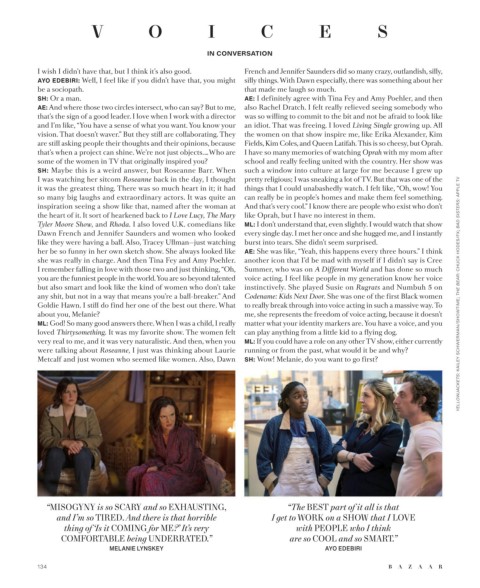 VOICES
IN CONVERSATION
I wish I didn't have that, but I think it's also good.
AYO EDEBIRI: Well, I feel like if you didn't have that, you might
be a sociopath.
SH: Or a man.
AE: And where those two circles intersect, who can say? But to me,
that's the sign of a good leader. I love when I work with a director
and I'm like, "You have a sense of what you want. You know your
vision. That doesn't waver." But they still are collaborating. They
are still asking people their thoughts and their opinions, because
that's when a project can shine. We're not just objects.... Who are
some of the women in TV that originally inspired you?
SH: Maybe this is a weird answer, but Roseanne Barr. When
I was watching her sitcom Roseanne back in the day, I thought
it was the greatest thing. There was so much heart in it; it had
so many big laughs and extraordinary actors. It was quite an
inspiration seeing a show like that, named after the woman at
the heart of it. It sort of hearkened back to I Love Lucy, The Mary
Tyler Moore Show, and Rhoda. I also loved U.K. comedians like
Dawn French and Jennifer Saunders and women who looked
like they were having a ball. Also, Tracey Ullman—just watching
her be so funny in her own sketch show. She always looked like
she was really in charge. And then Tina Fey and Amy Poehler.
I remember falling in love with those two and just thinking, "Oh,
you are the funniest people in the world. You are so beyond talented
but also smart and look like the kind of women who don't take
any shit, but not in a way that means you're a ball-breaker." And
Goldie Hawn. I still do find her one of the best out there. What
about you, Melanie?
ML: God! So many good answers there. When I was a child, I really
loved Thirtysomething. It was my favorite show. The women felt
very real to me, and it was very naturalistic. And then, when you
were talking about Roseanne, I just was thinking about Laurie
Metcalf and just women who seemed like women. Also, Dawn
French and Jennifer Saunders did so many crazy, outlandish, silly,
silly things. With Dawn especially, there was something about her
that made me laugh so much.
AE: I definitely agree with Tina Fey and Amy Poehler, and then
also Rachel Dratch. I felt really relieved seeing somebody who
was so willing to commit to the bit and not be afraid to look like
an idiot. That was freeing. I loved Living Single growing up. All
the women on that show inspire me, like Erika Alexander, Kim
Fields, Kim Coles, and Queen Latifah. This is so cheesy, but Oprah.
I have so many memories of watching Oprah with my mom after
school and really feeling united with the country. Her show was
such a window into culture at large for me because I grew up
pretty religious; I was sneaking a lot of TV. But that was one of the
things that I could unabashedly watch. I felt like, "Oh, wow! You
can really be in people's homes and make them feel something.
And that's very cool." I know there are people who exist who don't
like Oprah, but I have no interest in them.
ML: I don't understand that, even slightly. I would watch that show
every single day. I met her once and she hugged me, and I instantly
burst into tears. She didn't seem surprised.
AE: She was like, "Yeah, this happens every three hours." I think
another icon that I'd be mad with myself if I didn't say is Cree
Summer, who was on A Different World and has done so much
voice acting. I feel like people in my generation know her voice
instinctively. She played Susie on Rugrats and Numbuh 5 on
Codename: Kids Next Door. She was one of the first Black women
to really break through into voice acting in such a massive way. To
me, she represents the freedom of voice acting, because it doesn't
matter what your identity markers are. You have a voice, and you
can play anything from a little kid to a flying dog.
ML: If you could have a role on any other TV show, either currently
running or from the past, what would it be and why?
SH: Wow! Melanie, do you want to go first?
"MISOGYNY is so SCARY and so EXHAUSTING,
and I'm so TIRED. And there is that horrible
thing of 'Is it COMING for ME?' It's very
COMFORTABLE being UNDERRATED."
MELANIE LYNSKEY
"The BEST part of it all is that
I get to WORK on a SHOW that I LOVE
with PEOPLE who I think
are so COOL and so SMART."
AYO EDEBIRI
134
BAZAAR